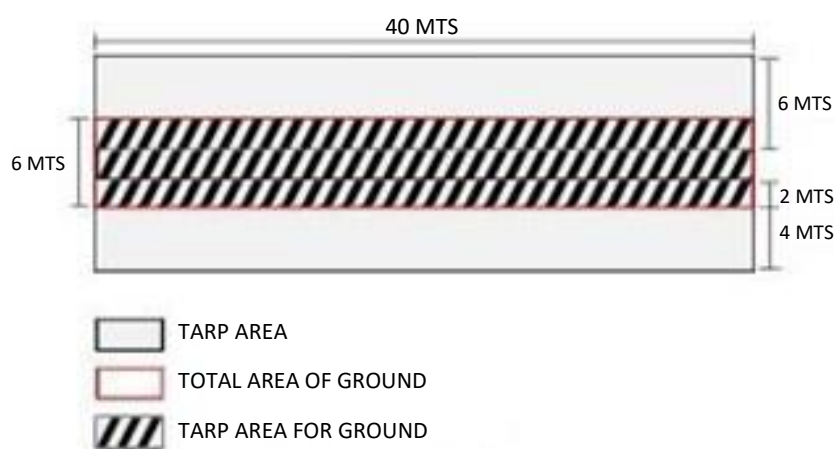 40 MTS
6 MTS
6 MTS
2 MTS
4 MTS
TARP AREA
TOTAL AREA OF GROUND
TARP AREA FOR GROUND